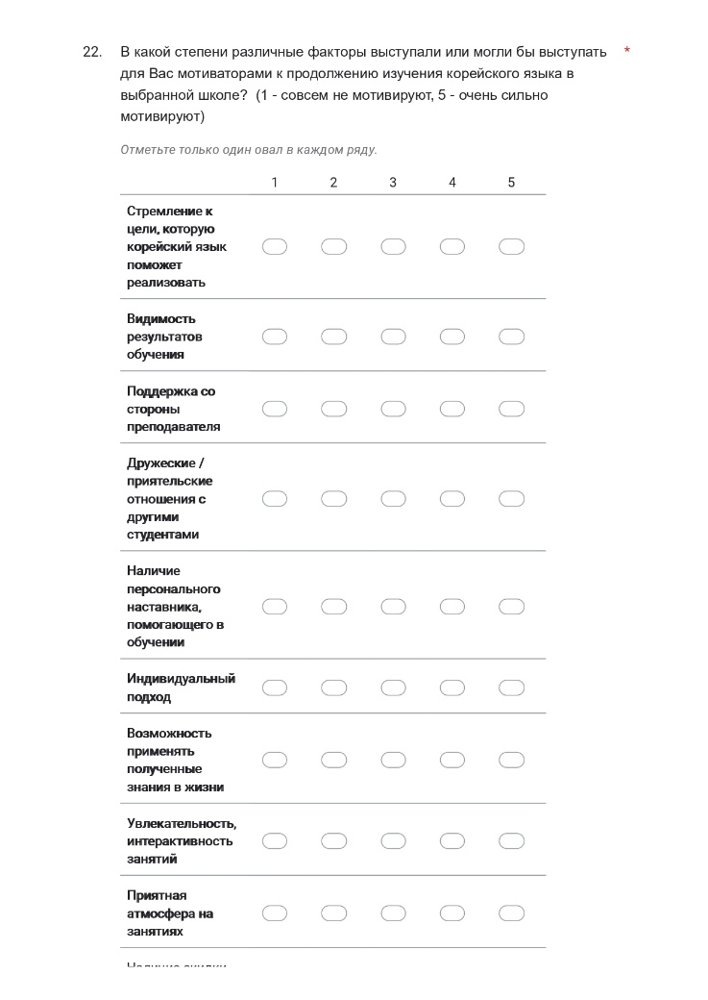 22. В какой степени различные факторы выступали или могли бы выступать *
для Вас мотиваторами к продолжению изучения корейского языка в
выбранной школе? (1 - совсем не мотивируют, 5 - очень сильно
мотивируют)
Отметьте только один овал в каждом ряду.
1 2 3 4 5
Стремление к
цели, которую
корейский язык
поможет
реализовать
Видимость
результатов
обучения
Поддержка со
стороны
преподавателя
Дружеские /
приятельские
отношения с
другими
студентами
Наличие
персонального
наставника,
помогающего в
обучении
Индивидуальный
подход
Возможность
применять
полученные
знания в жизни
Увлекательность,
интерактивность
занятий
Приятная
атмосфера на
занятиях